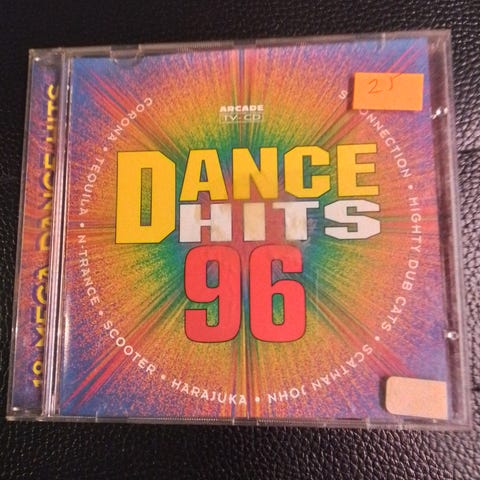 25
ARCADE
TV-CD
DANCE
HITS
96
CORONA • TEQUILA • N-TRANCE • SCOOTER • HARAJUKA • SCATMAN JOHN • MIGHTY DUB CATS •
18 MEGA DANCE HITS